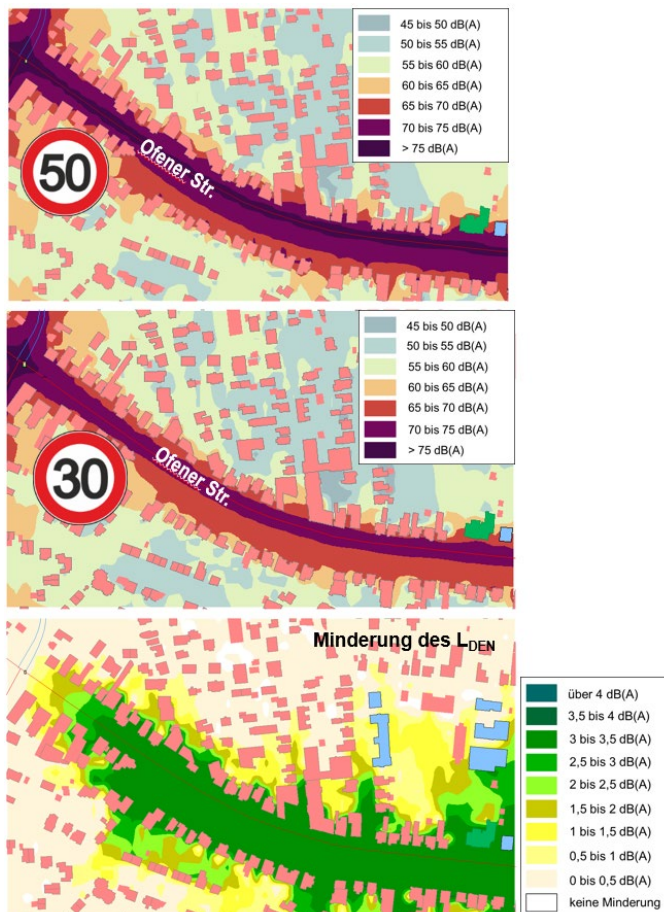 45 bis 50 dB(A)
50 bis 55 dB(A)
55 bis 60 dB(A)
60 bis 65 dB(A)
65 bis 70 dB(A)
70 bis 75 dB(A)
> 75 dB(A)
50
Ofener Str.
45 bis 50 dB(A)
50 bis 55 dB(A)
55 bis 60 dB(A)
60 bis 65 dB(A)
65 bis 70 dB(A)
70 bis 75 dB(A)
> 75 dB(A)
30
Ofener Str.
Minderung des LDEN
über 4 dB(A)
3,5 bis 4 dB(A)
3 bis 3,5 dB(A)
2,5 bis 3 dB(A)
2 bis 2,5 dB(A)
1,5 bis 2 dB(A)
1 bis 1,5 dB(A)
0,5 bis 1 dB(A)
0 bis 0,5 dB(A)
keine Minderung